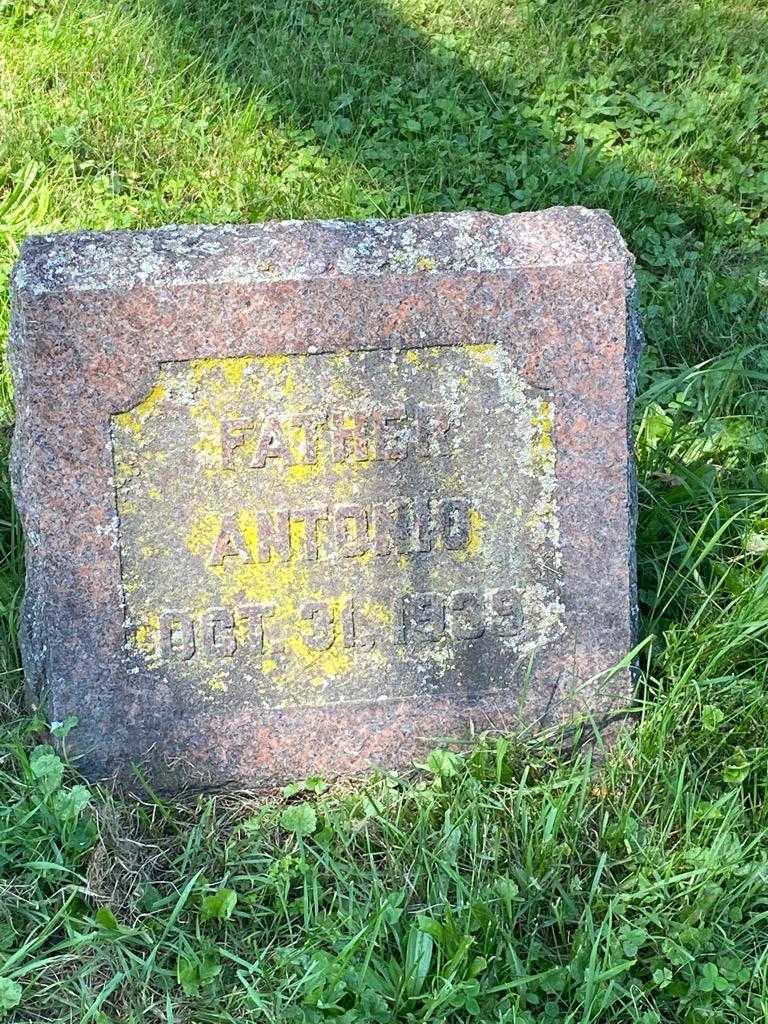 FATHER
ANTONIO
OCT. 31, 1939